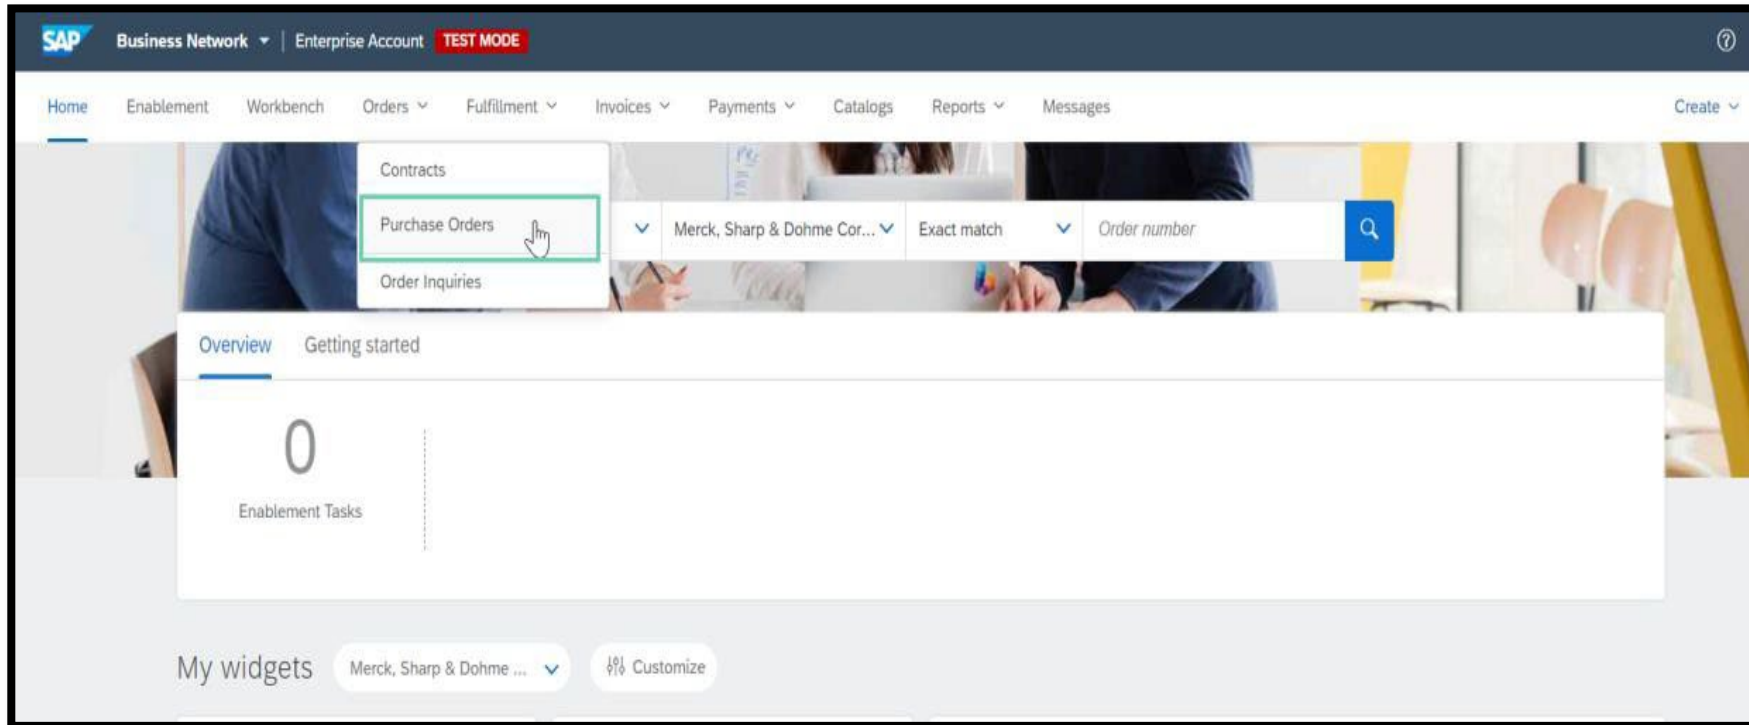 SAP Business Network | Enterprise Account TEST MODE
Home Enablement Workbench Orders Fulfillment Invoices Payments Catalogs Reports Messages Create
Contracts
Purchase Orders
Merck, Sharp & Dohme Cor... Exact match Order number
Order Inquiries
Overview Getting started
0
Enablement Tasks
My widgets Merck, Sharp & Dohme ... Customize